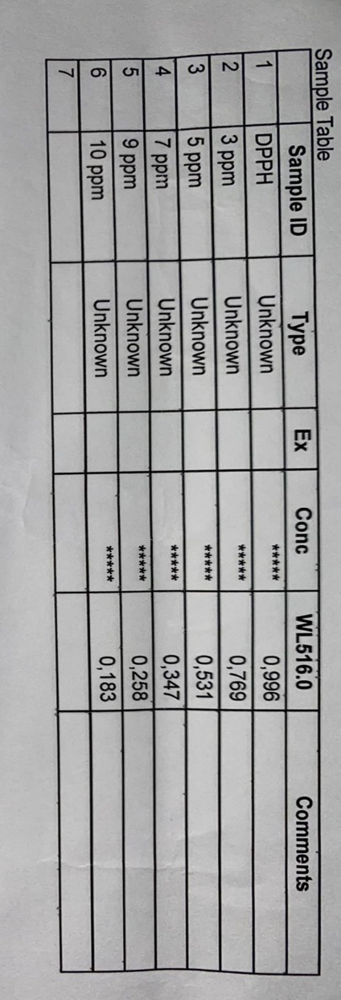 Sample Table
Sample ID Type Ex Conc WL516.0 Comments
1 DPPH Unknown ***** 0,996
2 3 ppm Unknown ***** 0,769
3 5 ppm Unknown ***** 0,531
4 7 ppm Unknown ***** 0,347
5 9 ppm Unknown ***** 0,258
6 10 ppm Unknown ***** 0,183
7